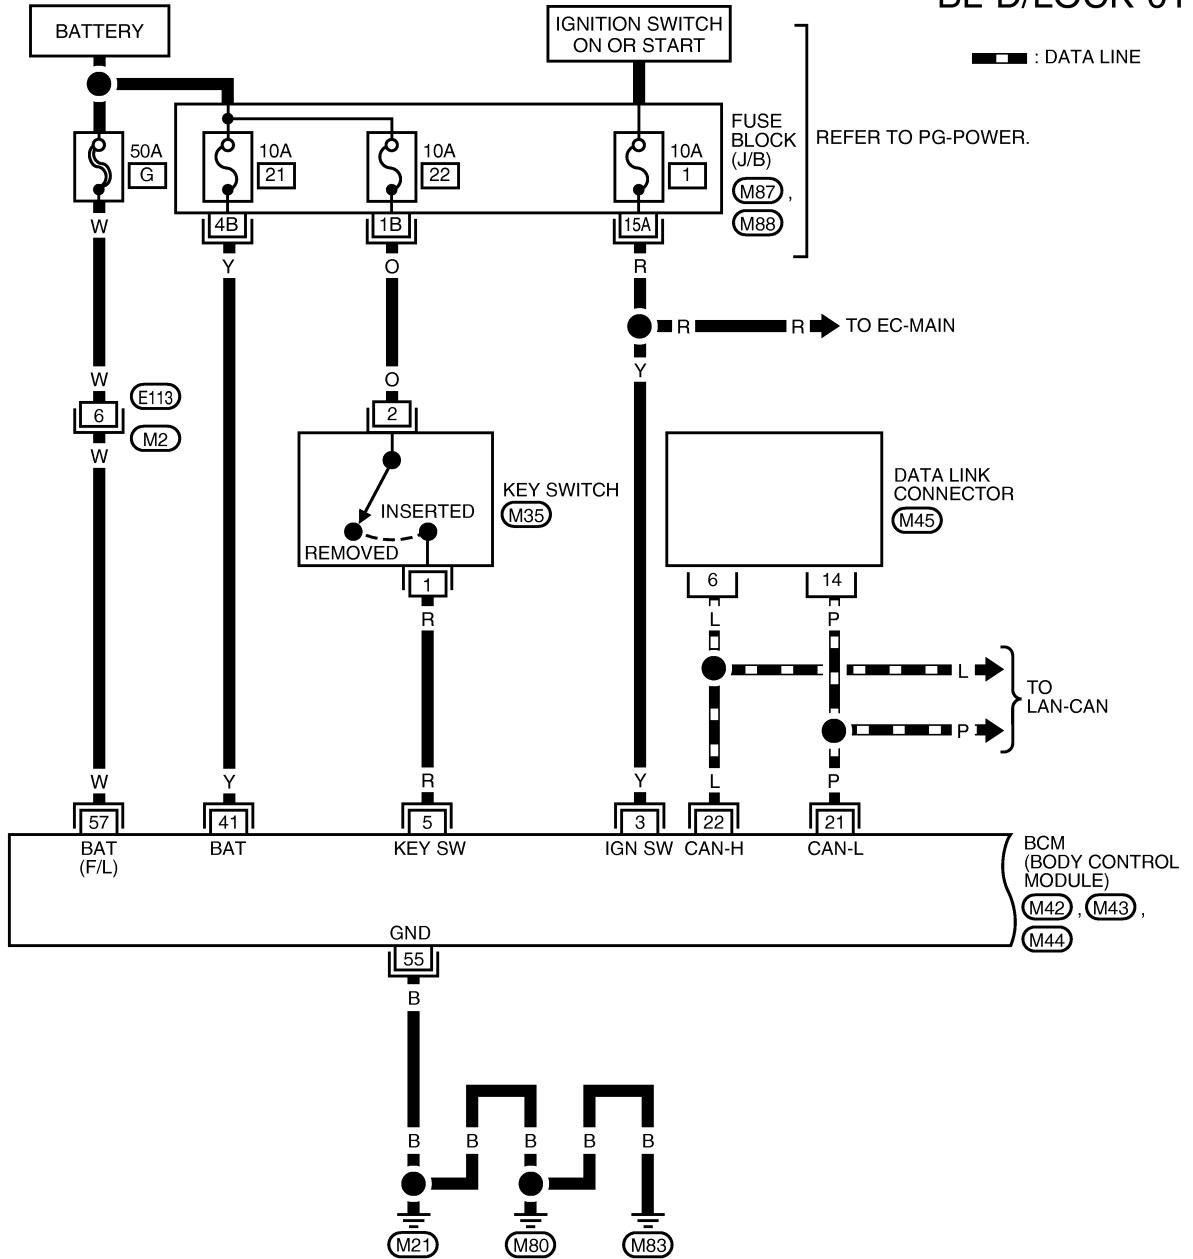 BATTERY
IGNITION SWITCH
ON OR START
: DATA LINE
50A
G
10A
21
10A
22
10A
1
FUSE
BLOCK
(J/B)
M87 ,
M88
REFER TO PG-POWER.
4B
1B
15A
W
Y
O
R
R
R
TO EC-MAIN
Y
W
O
6
E113
M2
W
2
KEY SWITCH
M35
INSERTED
REMOVED
1
R
DATA LINK
CONNECTOR
M45
6
14
L
P
L
P
TO
LAN-CAN
W
Y
R
Y
L
P
57
41
5
3
22
21
BAT
(F/L)
BAT
KEY SW
IGN SW
CAN-H
CAN-L
BCM
(BODY CONTROL
MODULE)
M42 , M43 ,
M44
GND
55
B
B
B
B
B
B
M21
M80
M83